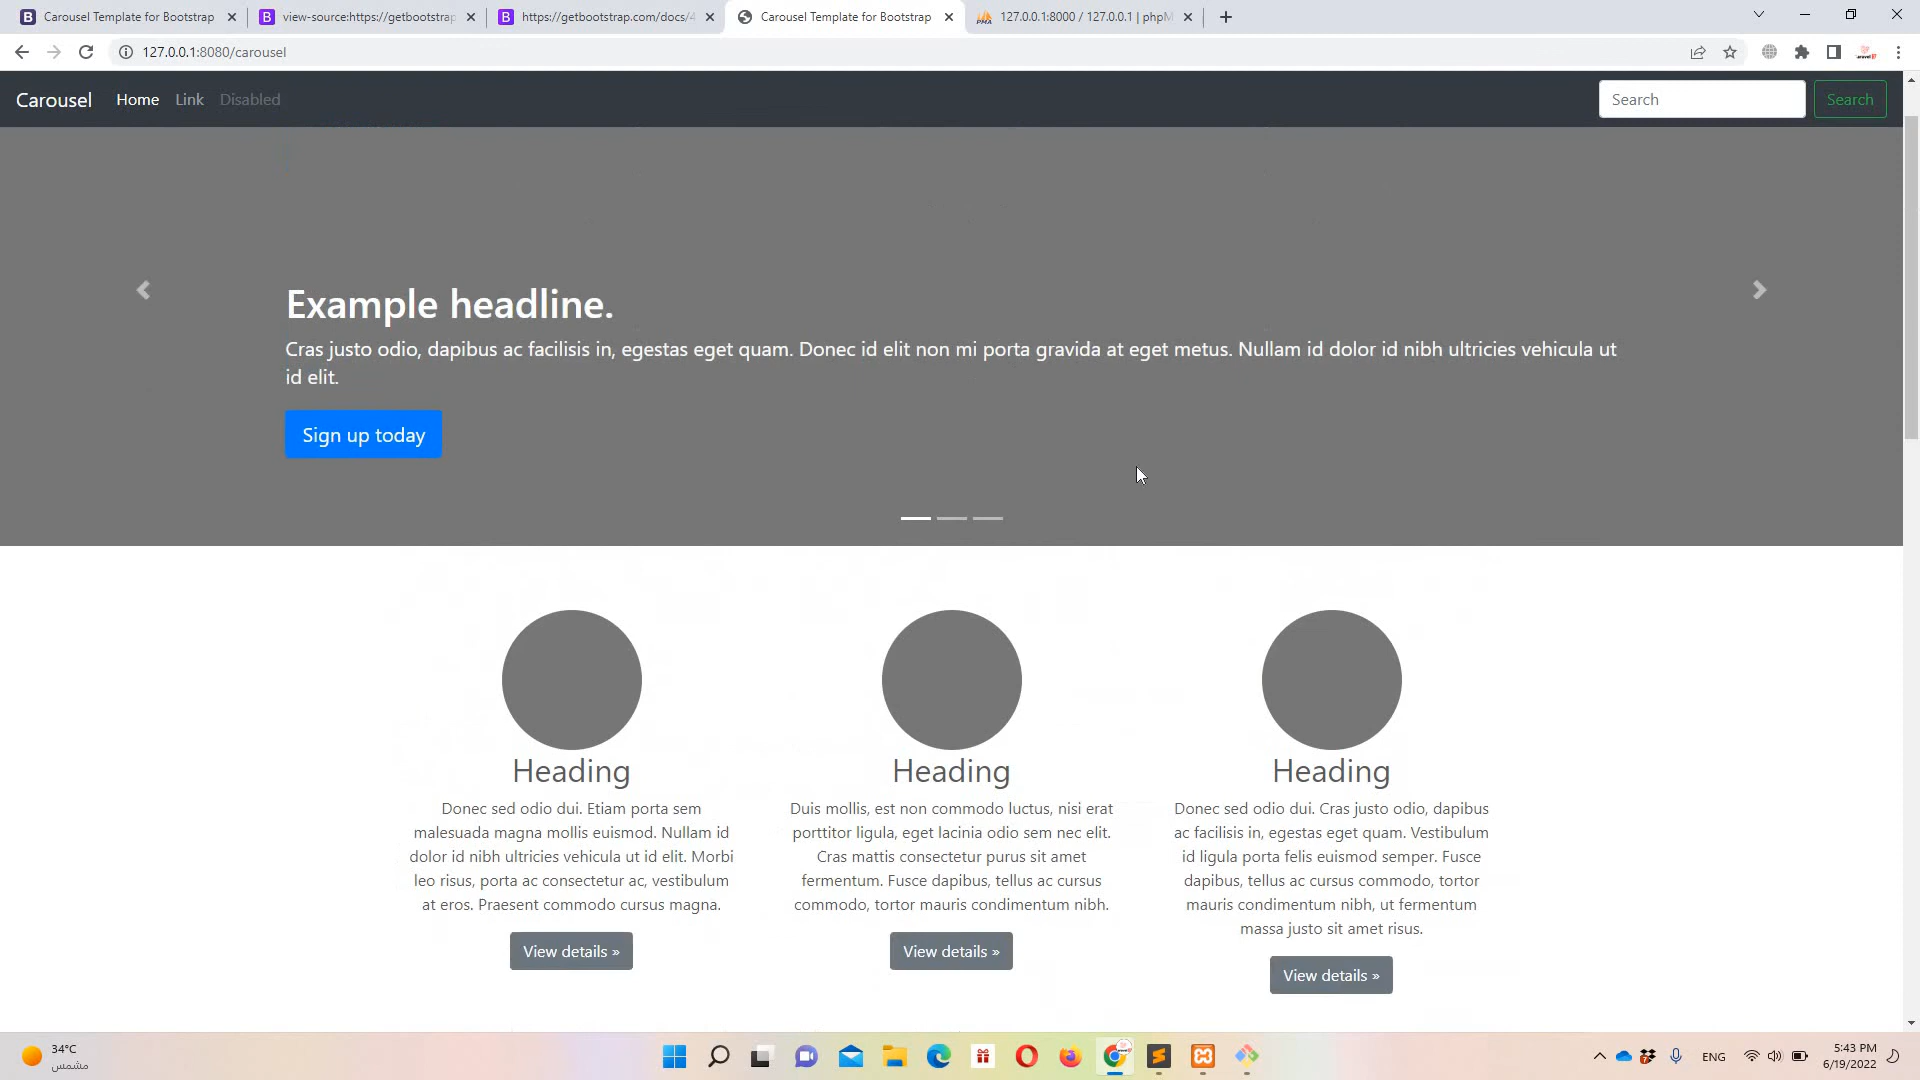 Carousel Template for Bootstrap
view-source:https://getbootstrap
https://getbootstrap.com/docs/4
Carousel Template for Bootstrap
127.0.0.1:8000 / 127.0.0.1 | phpM
127.0.0.1:8080/carousel
Carousel Home Link Disabled
Search Search
Example headline.
Cras justo odio, dapibus ac facilisis in, egestas eget quam. Donec id elit non mi porta gravida at eget metus. Nullam id dolor id nibh ultricies vehicula ut
id elit.
Sign up today
Heading
Donec sed odio dui. Etiam porta sem
malesuada magna mollis euismod. Nullam id
dolor id nibh ultricies vehicula ut id elit. Morbi
leo risus, porta ac consectetur ac, vestibulum
at eros. Praesent commodo cursus magna.
View details »
Heading
Duis mollis, est non commodo luctus, nisi erat
porttitor ligula, eget lacinia odio sem nec elit.
Cras mattis consectetur purus sit amet
fermentum. Fusce dapibus, tellus ac cursus
commodo, tortor mauris condimentum nibh.
View details »
Heading
Donec sed odio dui. Cras justo odio, dapibus
ac facilisis in, egestas eget quam. Vestibulum
id ligula porta felis euismod semper. Fusce
dapibus, tellus ac cursus commodo, tortor
mauris condimentum nibh, ut fermentum
massa justo sit amet risus.
View details »
34°C
مشمس
ENG
5:43 PM
6/19/2022